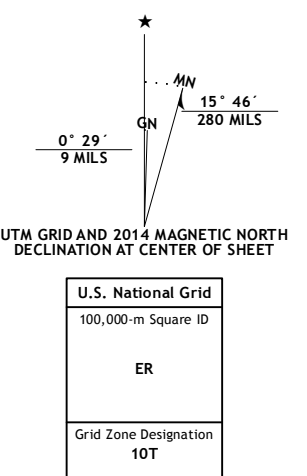 ★
MN
GN
15° 46´
280 MILS
0° 29´
9 MILS
UTM GRID AND 2014 MAGNETIC NORTH
DECLINATION AT CENTER OF SHEET
U.S. National Grid
100,000-m Square ID
ER
Grid Zone Designation
10T